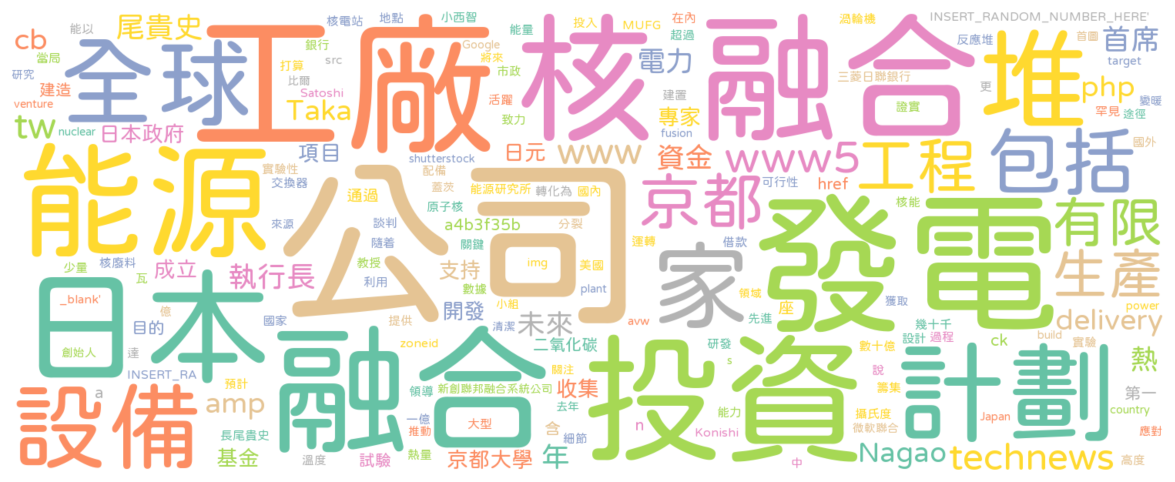 能以
核電站
地點
小西智
能量
投入
MUFG
在內
超過
渦輪機
INSERT_RANDOM_NUMBER_HERE'
cb
尾貴史
全球
工廠
核
融合
堆
首席
當局
銀行
src
Google
將來
電力
反應堆
首圖
target
研究
建造
打算
比爾
市政
三菱日聯銀行
更
php
變暖
venture
Satoshi
Taka
活躍
建置
專家
證實
罕見
途徑
tw
nuclear
日本政府
致力
fusion
國外
能源
實驗性
項目
交換器
shutterstock
配備
日元
www
資金
www5
工程
包括
蓋茨
能源研究所
轉化為
國內
可行性
href
核能
通過
原子核
a4b3f35b
分裂
京都
有限
公司
來源
談判
關鍵
運轉
借款
家
發電
生產
少量
核廢料
成立
執行長
隨着
教授
支持
img
美國
瓦
數據
領域
獲取
_blank'
億
利用
小組
plant
座
power
日本
目的
國家
提供
開發
清潔
未來
avw
先進
幾十千
delivery
創始人
達
zoneid
二氧化碳
研發
設計
過程
ck
build
實驗
INSERT_RA
融合
投資
s
數十億
計劃
熱
設備
a
預計
領導
新創聯邦融合系統公司
關注
收集
說
籌集
第一
amp
去年
能力
攝氏度
country
一億
推動
大型
含
n
Konishi
微軟聯合
Japan
應對
長尾貴史
基金
溫度
試驗
熱量
京都大學
年
細節
中
Nagao
technews
高度